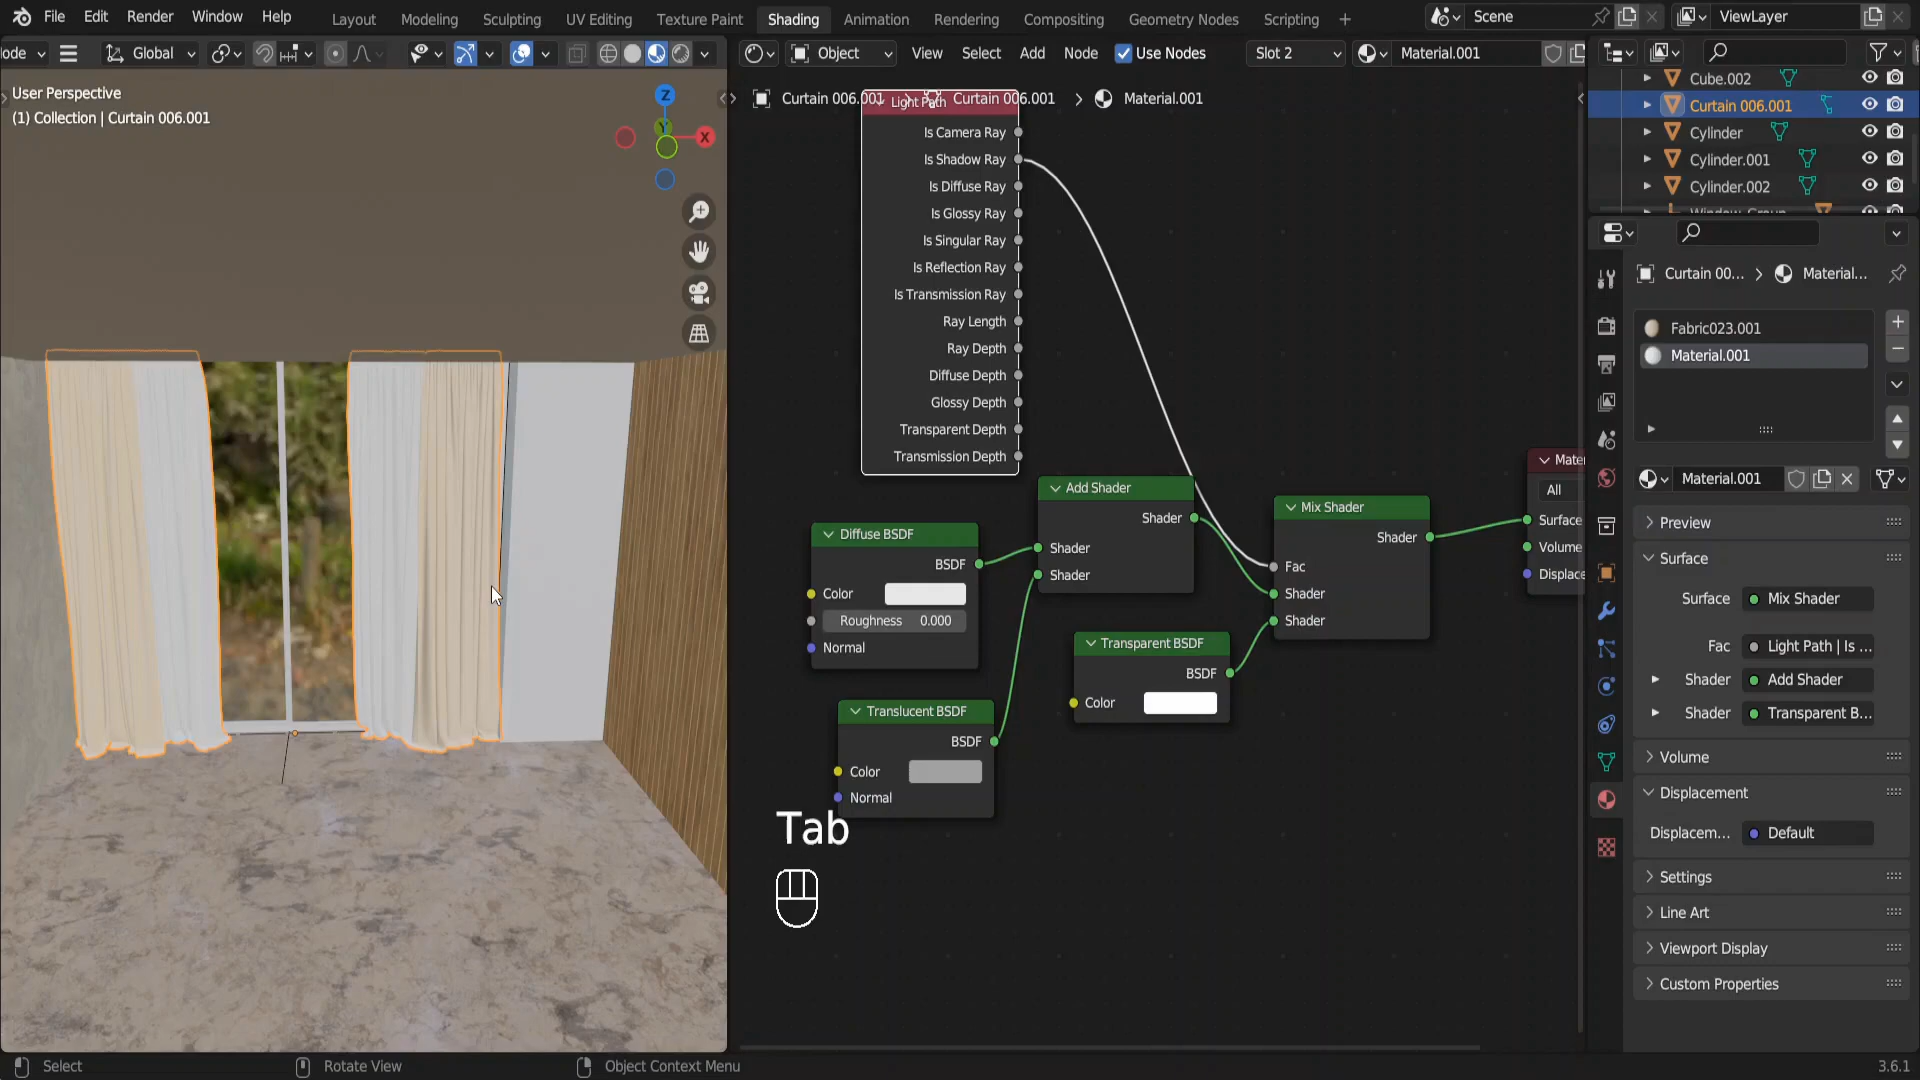 File Edit Render Window Help Layout Modeling Sculpting UV Editing Texture Paint Shading Animation Rendering Compositing Geometry Nodes Scripting Scene ViewLayer
ode Global Object View Select Add Node Use Nodes Slot 2 Material.001
User Perspective
(1) Collection | Curtain 006.001
Z
Y
X
Curtain 006.001 > Curtain 006.001 > Material.001
Light Path
Is Camera Ray
Is Shadow Ray
Is Diffuse Ray
Is Glossy Ray
Is Singular Ray
Is Reflection Ray
Is Transmission Ray
Ray Length
Ray Depth
Diffuse Depth
Glossy Depth
Transparent Depth
Transmission Depth
Add Shader
Shader
Shader
Shader
Diffuse BSDF
BSDF
Color
Roughness 0.000
Normal
Translucent BSDF
BSDF
Color
Normal
Transparent BSDF
BSDF
Color
Mix Shader
Shader
Fac
Shader
Shader
Mate
All
Surface
Volume
Displace
Tab
Cube.002
Curtain 006.001
Cylinder
Cylinder.001
Cylinder.002
Window_Group
Curtain 00... > Material...
Fabric023.001
Material.001
Material.001
Preview
Surface
Surface Mix Shader
Fac Light Path | Is ...
Shader Add Shader
Shader Transparent B...
Volume
Displacement
Displacem... Default
Settings
Line Art
Viewport Display
Custom Properties
Select Rotate View Object Context Menu 3.6.1